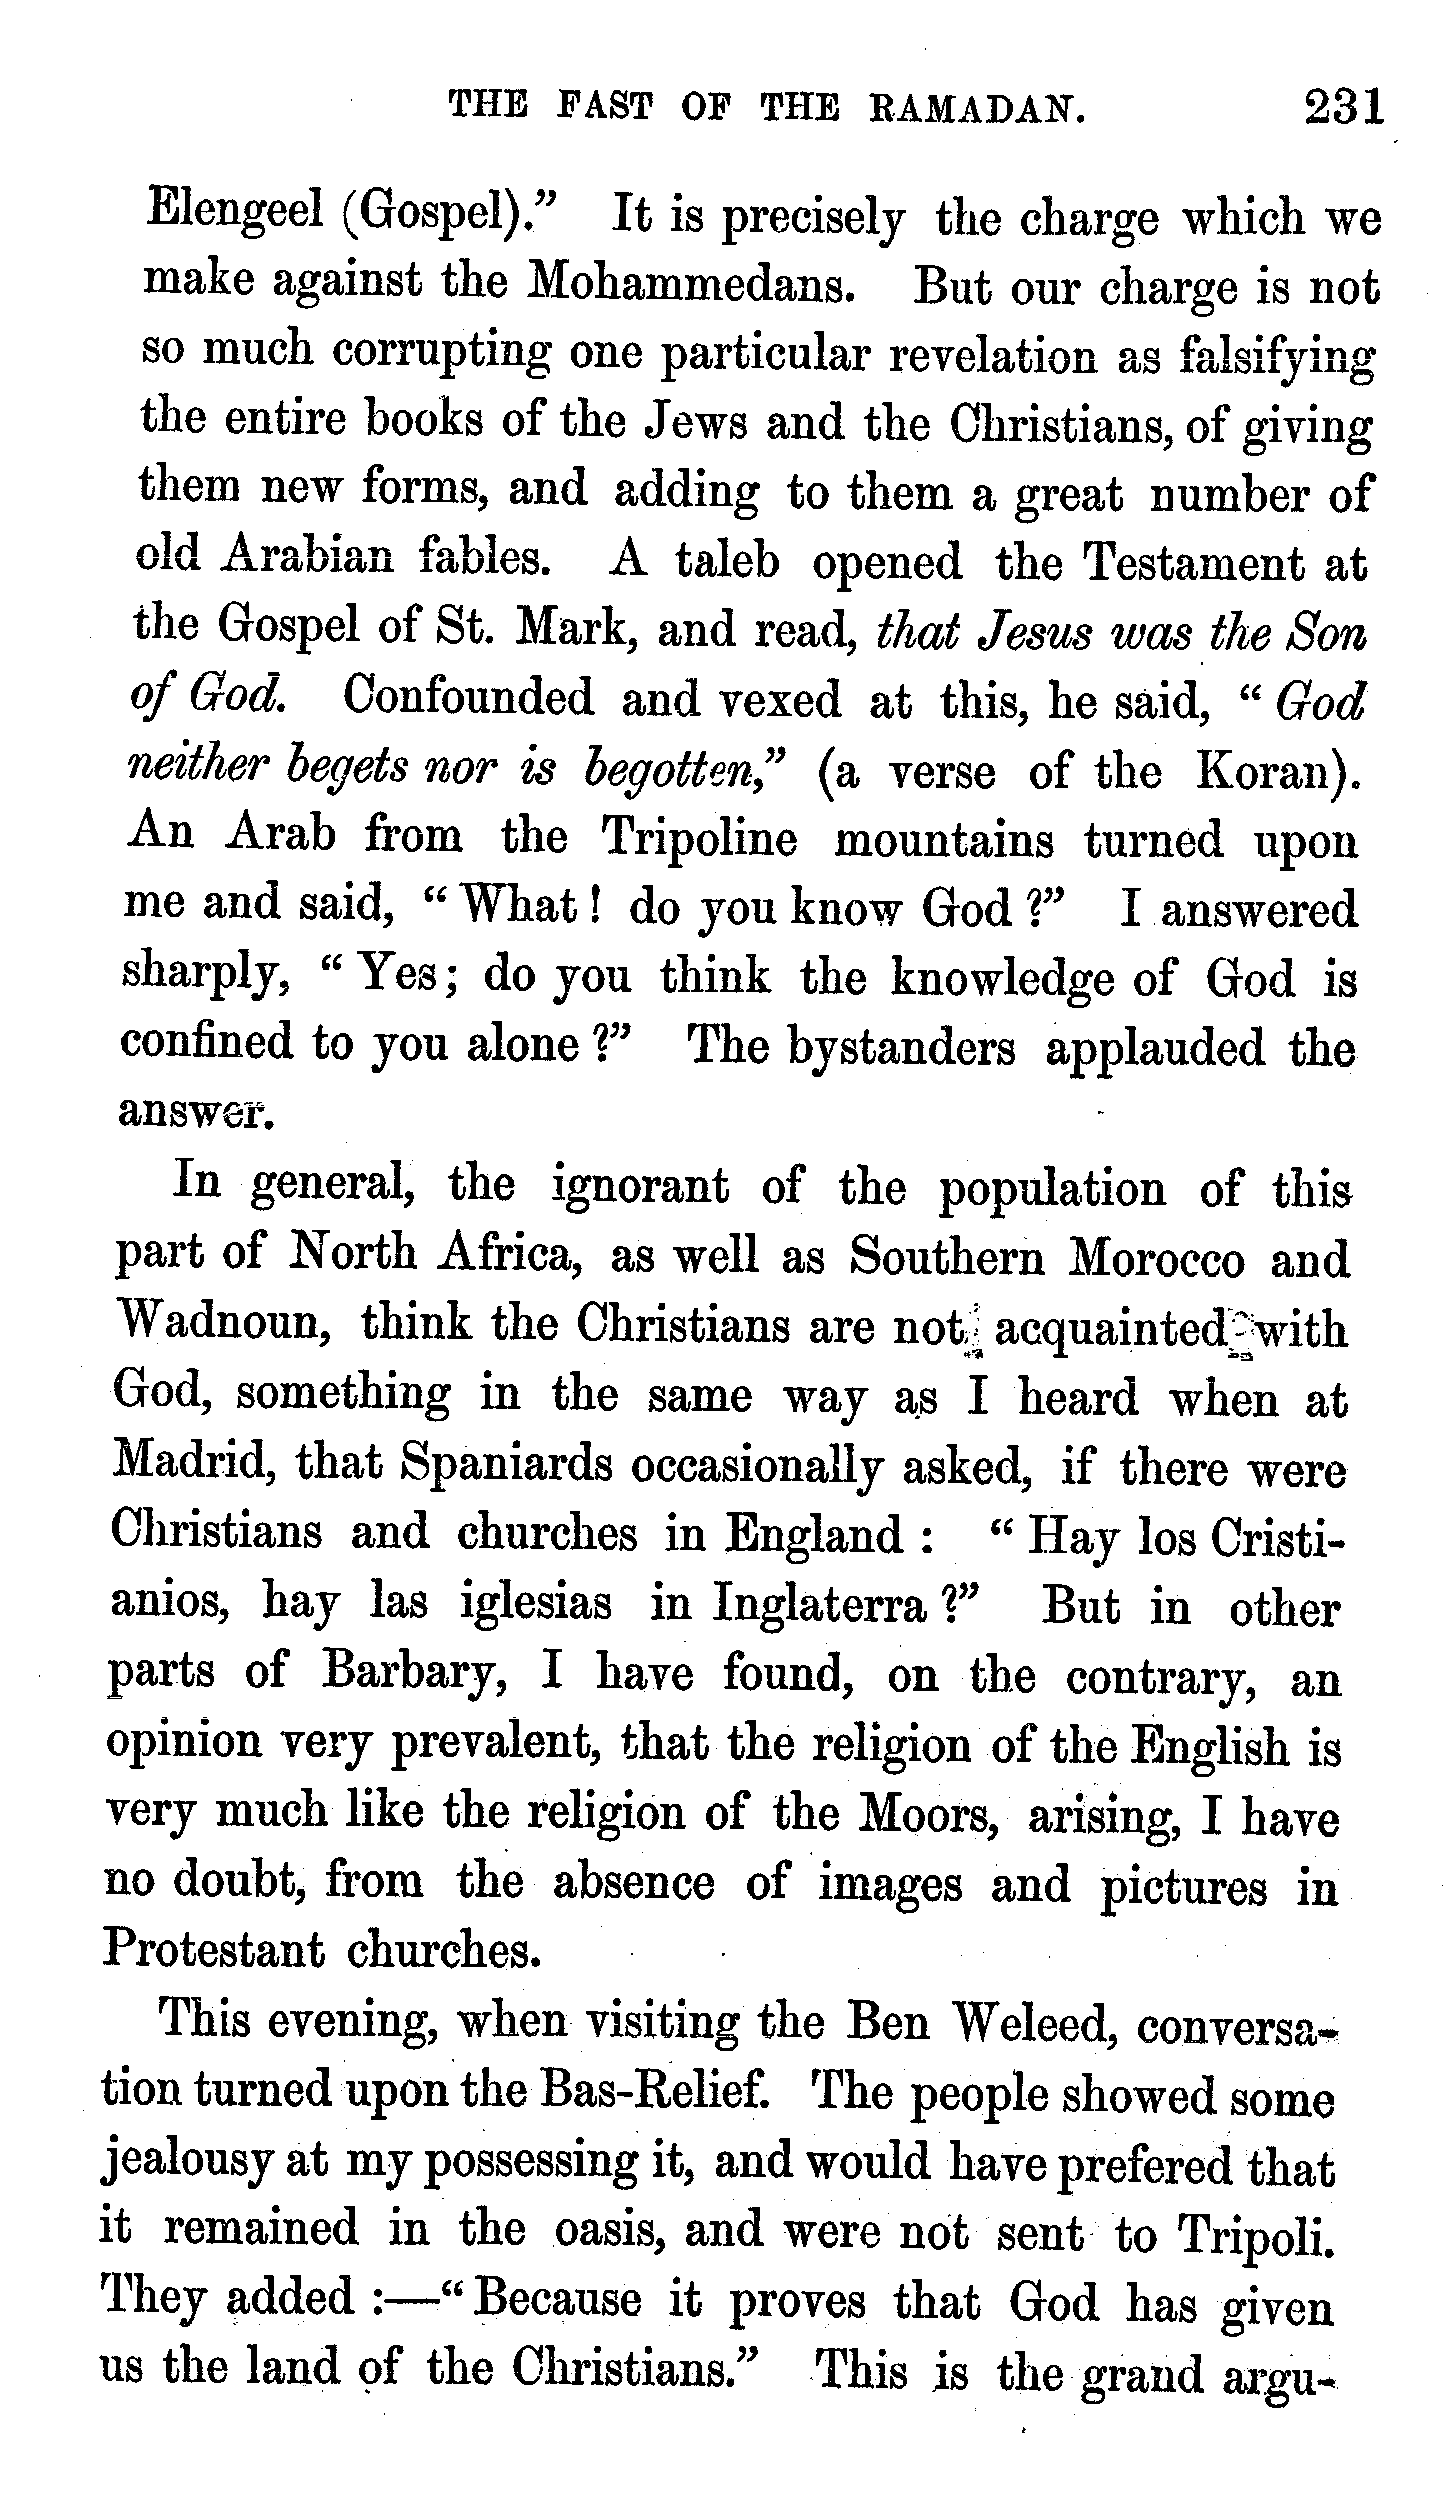 THE FAST OF THE RAMADAN. 231
Elengeel (Gospel)." It is precisely the charge which we
make against the Mohammedans. But our charge is not
so much corrupting one particular revelation as falsifying
the entire books of the Jews and the Christians, of giving
them new forms, and adding to them a great number of
old Arabian fables. A taleb opened the Testament at
the Gospel of St. Mark, and read, that Jesus was the Son
of God. Confounded and vexed at this, he said, "God
neither begets nor is begotten," (a verse of the Koran).
An Arab from the Tripoline mountains turned upon
me and said, "What! do you know God?" I answered
sharply, "Yes; do you think the knowledge of God is
confined to you alone?" The bystanders applauded the
answer.
In general, the ignorant of the population of this
part of North Africa, as well as Southern Morocco and
Wadnoun, think the Christians are not acquainted with
God, something in the same way as I heard when at
Madrid, that Spaniards occasionally asked, if there were
Christians and churches in England: "Hay los Cristi-
anios, hay las iglesias in Inglaterra?" But in other
parts of Barbary, I have found, on the contrary, an
opinion very prevalent, that the religion of the English is
very much like the religion of the Moors, arising, I have
no doubt, from the absence of images and pictures in
Protestant churches.
This evening, when visiting the Ben Weleed, conversa-
tion turned upon the Bas-Relief. The people showed some
jealousy at my possessing it, and would have prefered that
it remained in the oasis, and were not sent to Tripoli.
They added:—"Because it proves that God has given
us the land of the Christians." This is the grand argu-